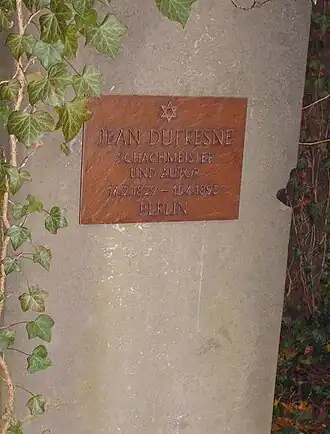 JEAN DUFRESNE
SCHACHMEISTER
UND AUTOR
14.2.1829 – 13.4.1893
BERLIN